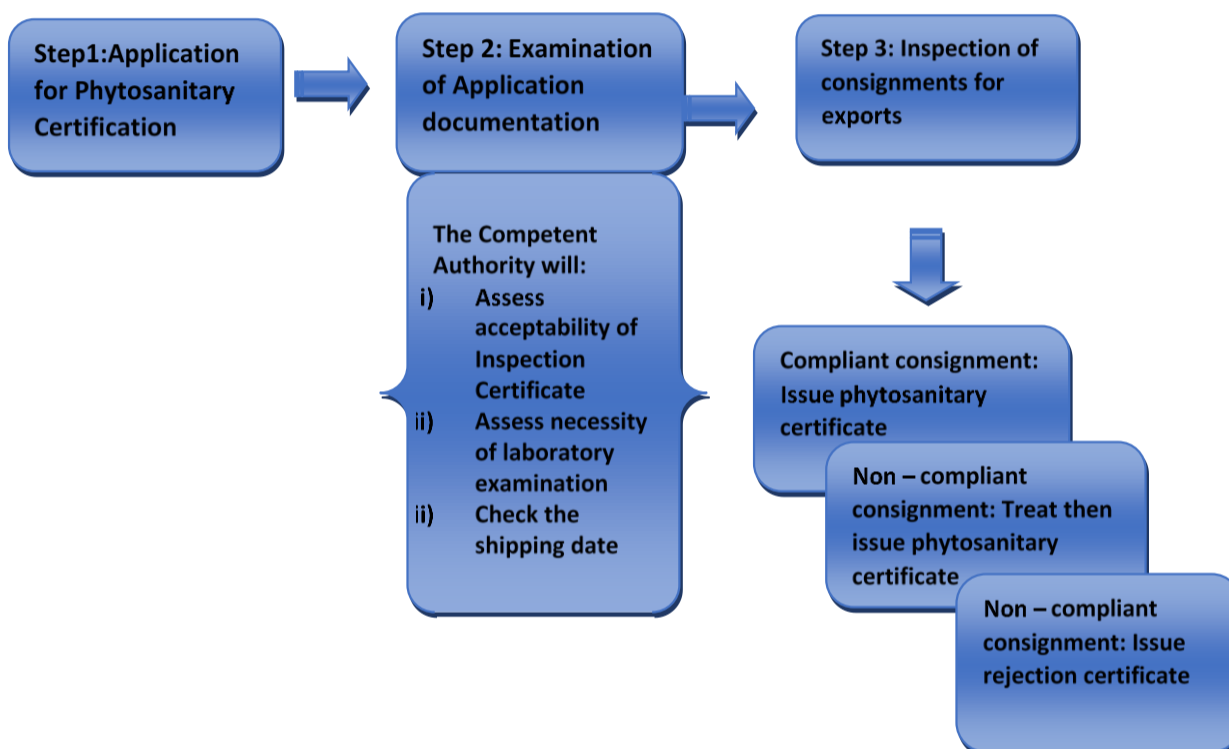 Step1:Application
for Phytosanitary
Certification
Step 2: Examination
of Application
documentation
Step 3: Inspection of
consignments for
exports
The Competent
Authority will:
i) Assess
acceptability of
Inspection
Certificate
ii) Assess necessity
of laboratory
examination
ii) Check the
shipping date
Compliant consignment:
Issue phytosanitary
certificate
Non – compliant
consignment: Treat then
issue phytosanitary
certificate
Non – compliant
consignment: Issue
rejection certificate